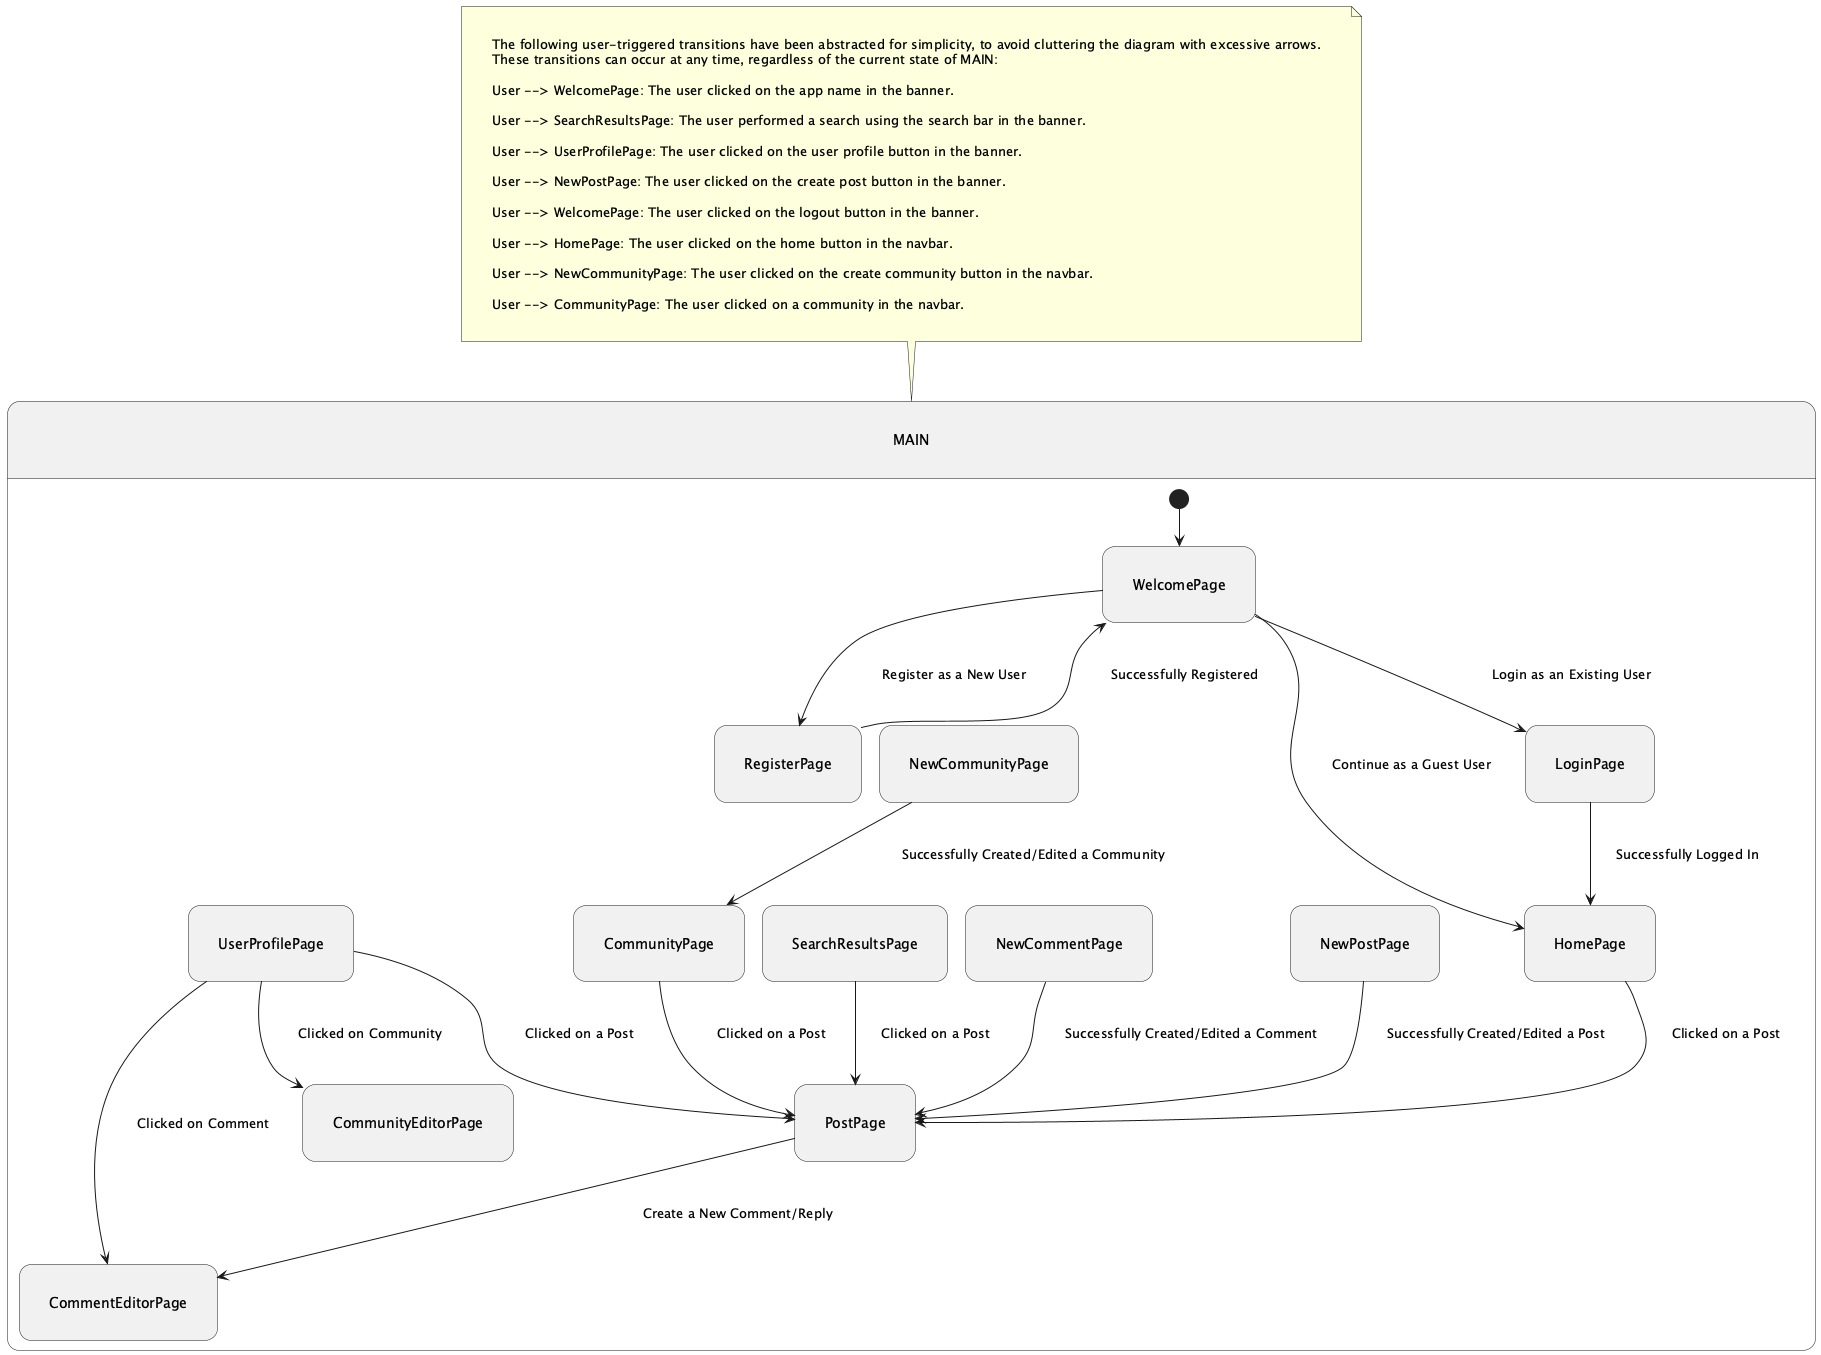 The following user-triggered transitions have been abstracted for simplicity, to avoid cluttering the diagram with excessive arrows.
These transitions can occur at any time, regardless of the current state of MAIN:
User --> WelcomePage: The user clicked on the app name in the banner.
User --> SearchResultsPage: The user performed a search using the search bar in the banner.
User --> UserProfilePage: The user clicked on the user profile button in the banner.
User --> NewPostPage: The user clicked on the create post button in the banner.
User --> WelcomePage: The user clicked on the logout button in the banner.
User --> HomePage: The user clicked on the home button in the navbar.
User --> NewCommunityPage: The user clicked on the create community button in the navbar.
User --> CommunityPage: The user clicked on a community in the navbar.
MAIN
WelcomePage
Register as a New User
Successfully Registered
Login as an Existing User
RegisterPage
NewCommunityPage
Continue as a Guest User
LoginPage
Successfully Created/Edited a Community
Successfully Logged In
UserProfilePage
CommunityPage
SearchResultsPage
NewCommentPage
NewPostPage
HomePage
Clicked on Community
Clicked on a Post
Clicked on a Post
Clicked on a Post
Successfully Created/Edited a Comment
Successfully Created/Edited a Post
Clicked on a Post
Clicked on Comment
CommunityEditorPage
PostPage
Create a New Comment/Reply
CommentEditorPage